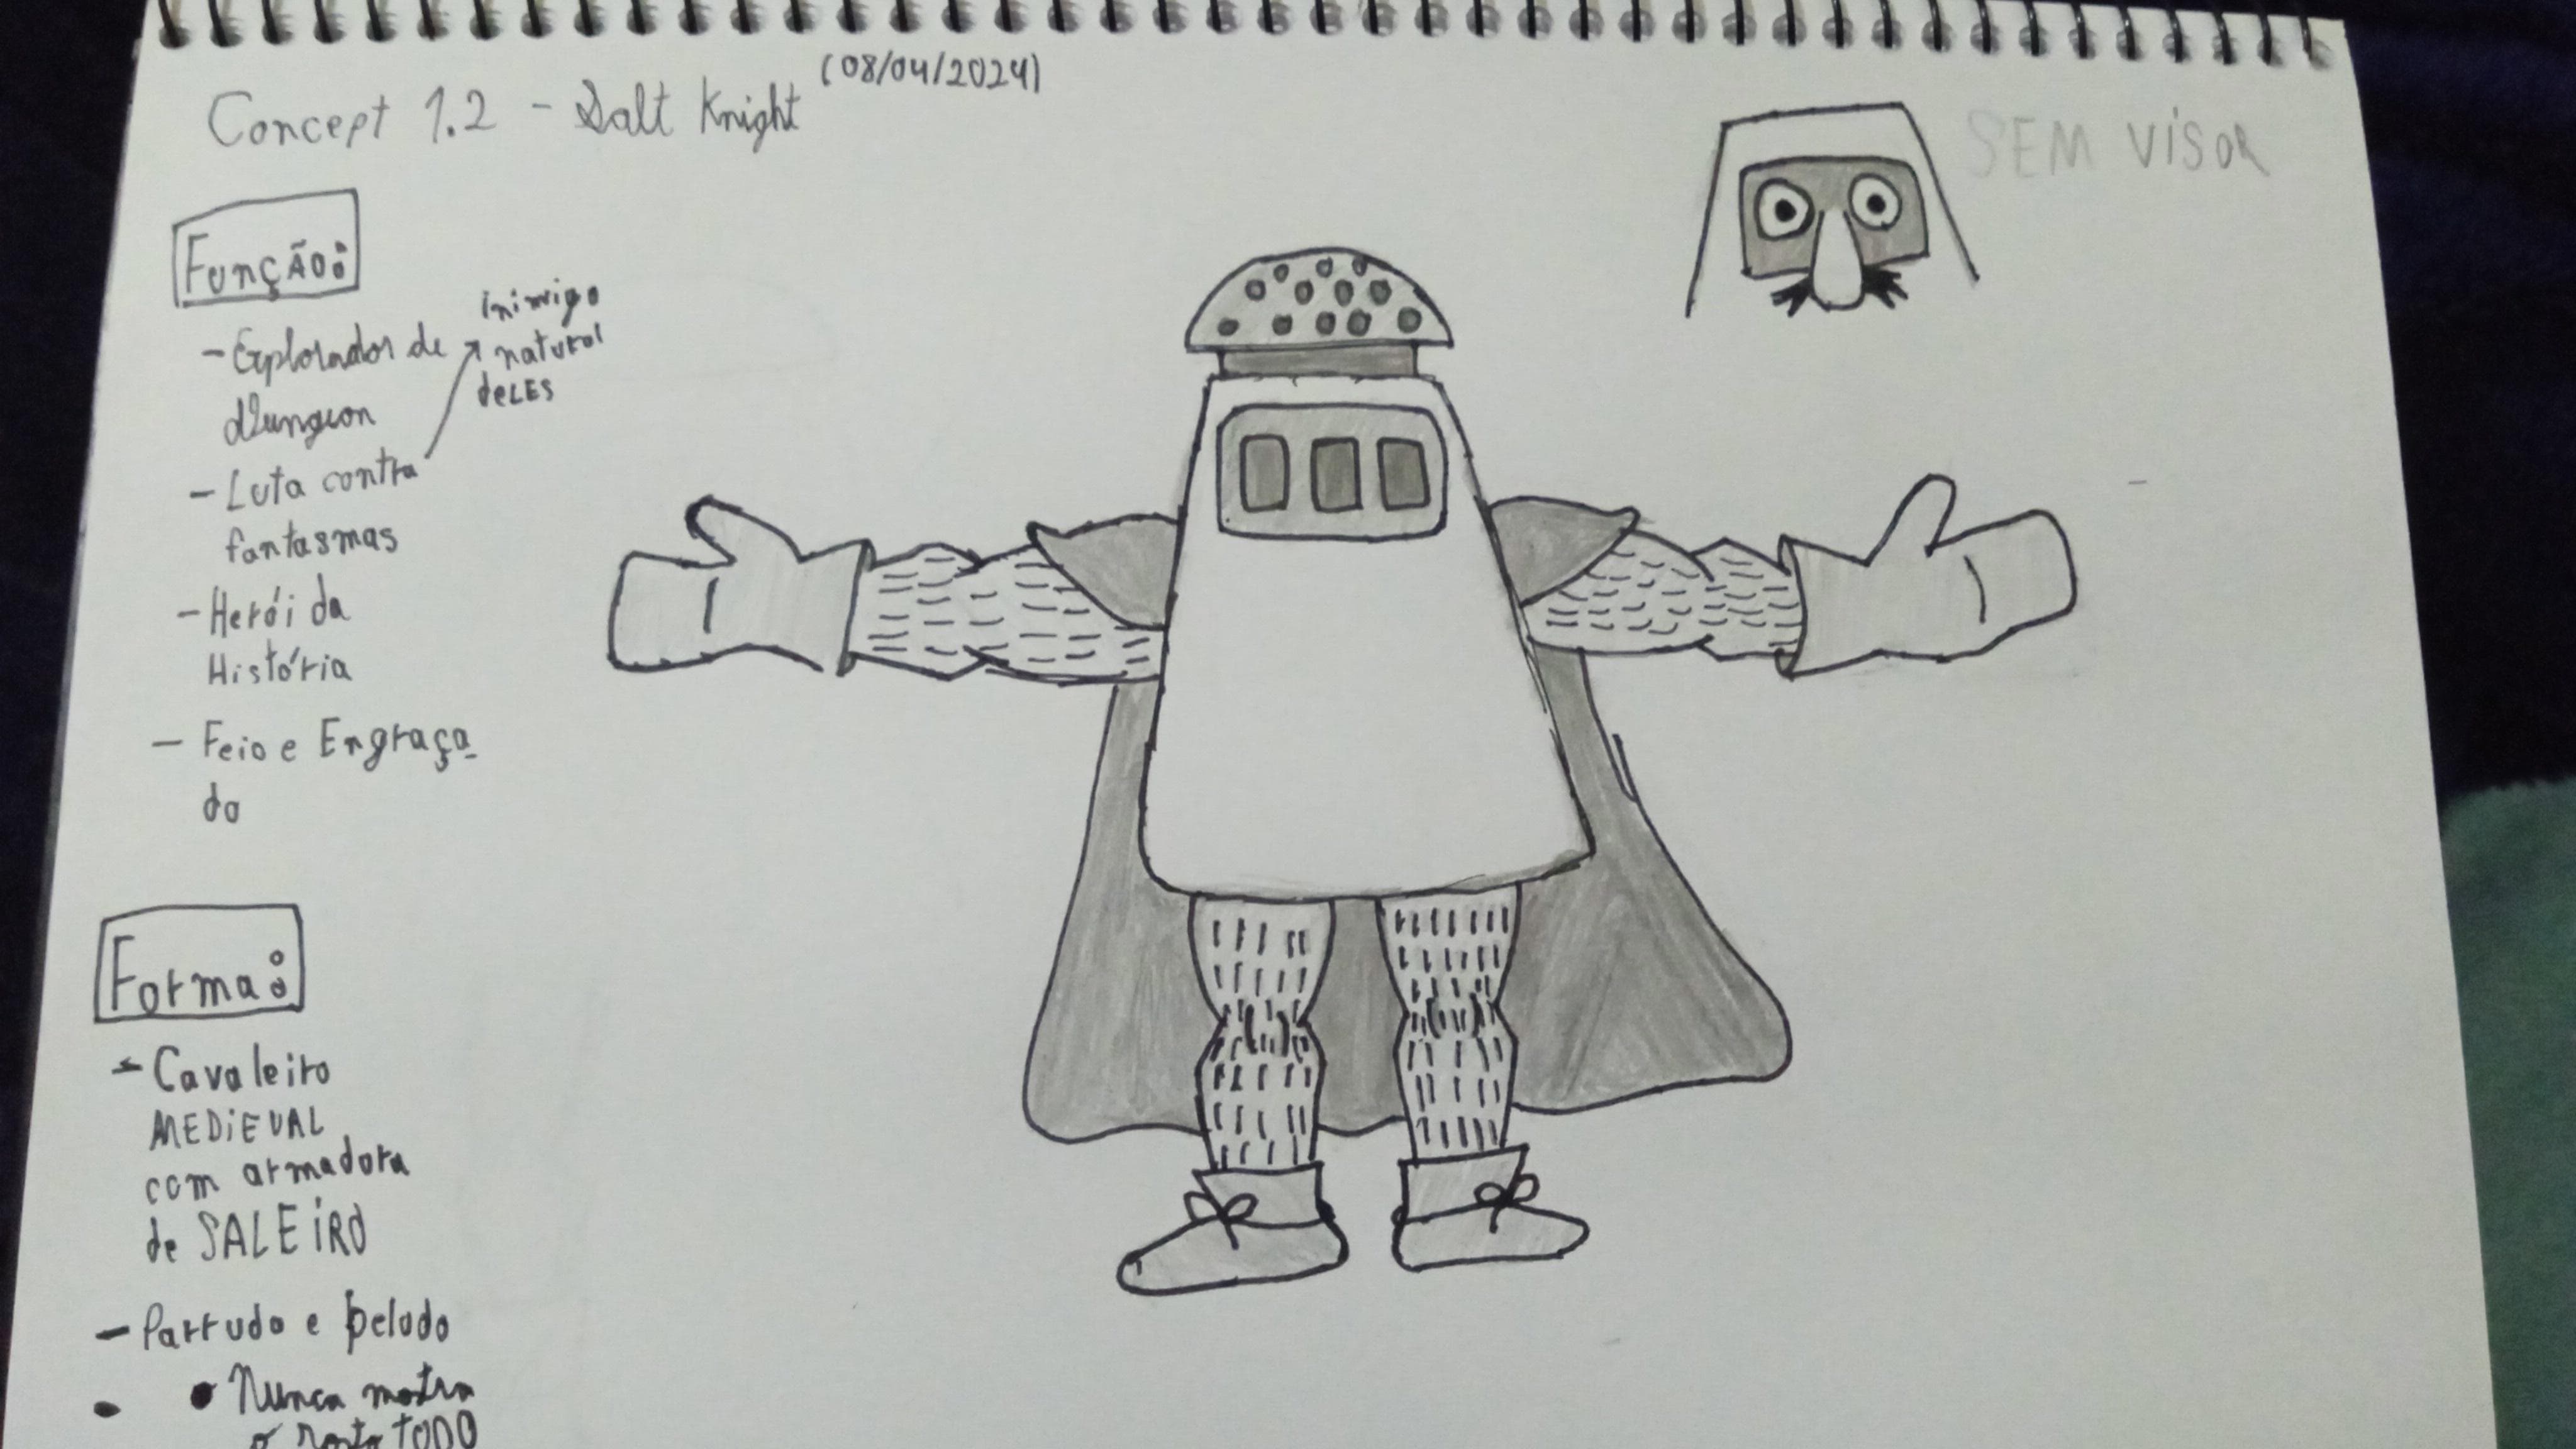 Concept 1.2 - Salt Knight (08/04/2024)
SEM VISOR
Função:
- Explorador de
dungeon
- Luta contra
fantasmas
inimigo
natural
deLES
- Herói da
História
- Feio e Engraça
do
Forma:
- Cavaleiro
MEDiEVAL
com armadura
de SALEiRO
- Parrudo e peludo
• Nunca mostra
o rosto TODO